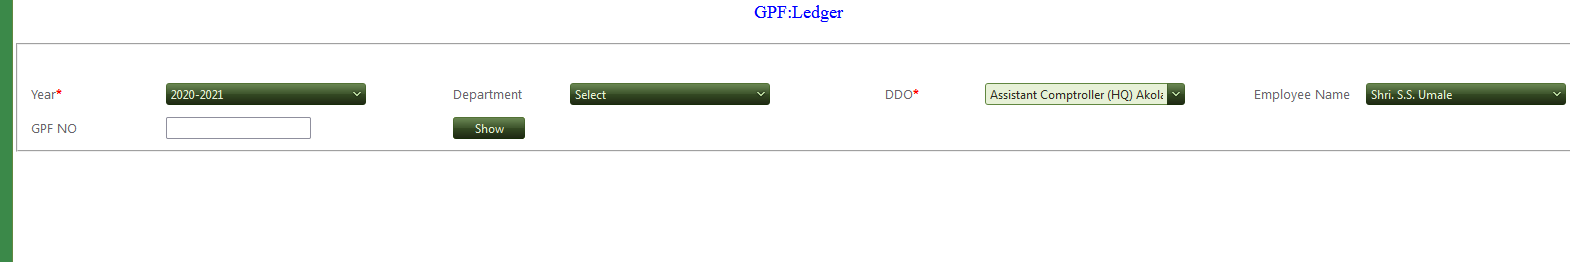 GPF:Ledger
Year* 2020-2021 Department Select DDO* Assistant Comptroller (HQ) Akola Employee Name Shri. S.S. Umale
GPF NO Show